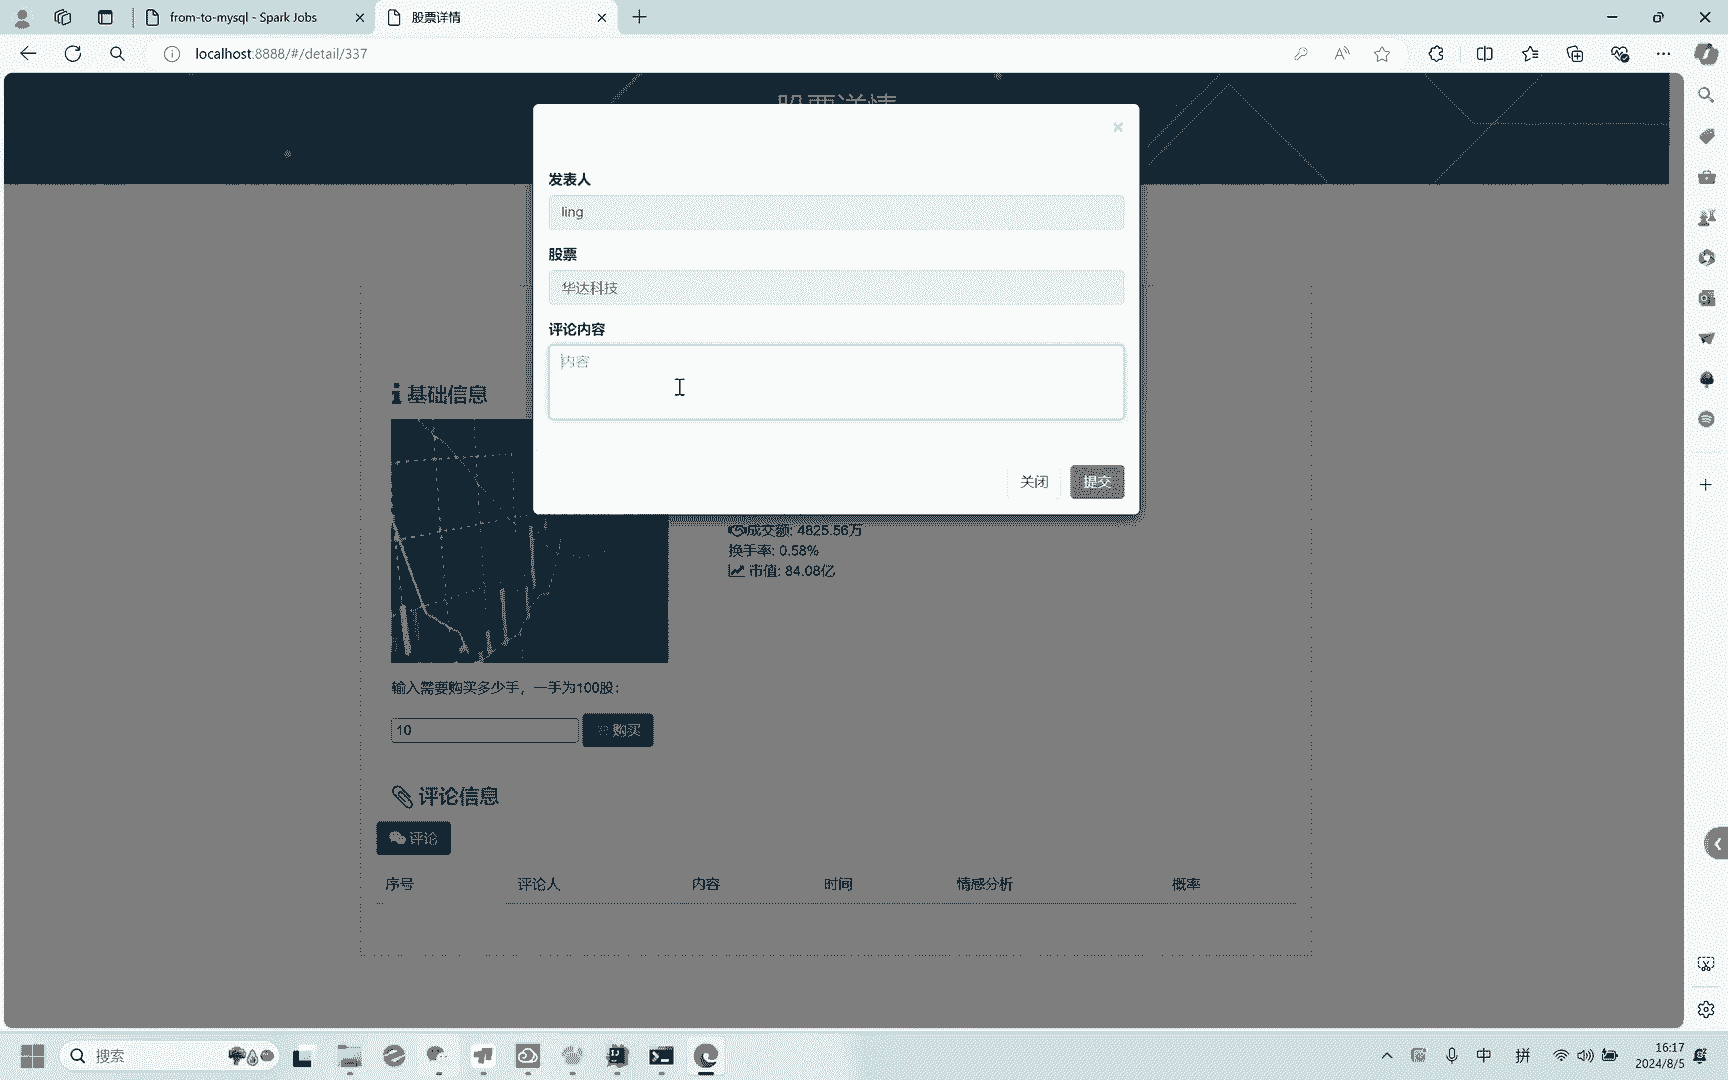 from-to-mysql - Spark Jobs
股票详情
localhost:8888/#/detail/337
股票详情
发表人
ling
股票
华达科技
评论内容
内容
关闭
提交
基础信息
成交额: 4825.56万
换手率: 0.58%
市值: 84.08亿
输入需要购买多少手，一手为100股：
10
购买
评论信息
评论
序号 评论人 内容 时间 情感分析 概率
搜索
中
拼
16:17
2024/8/5